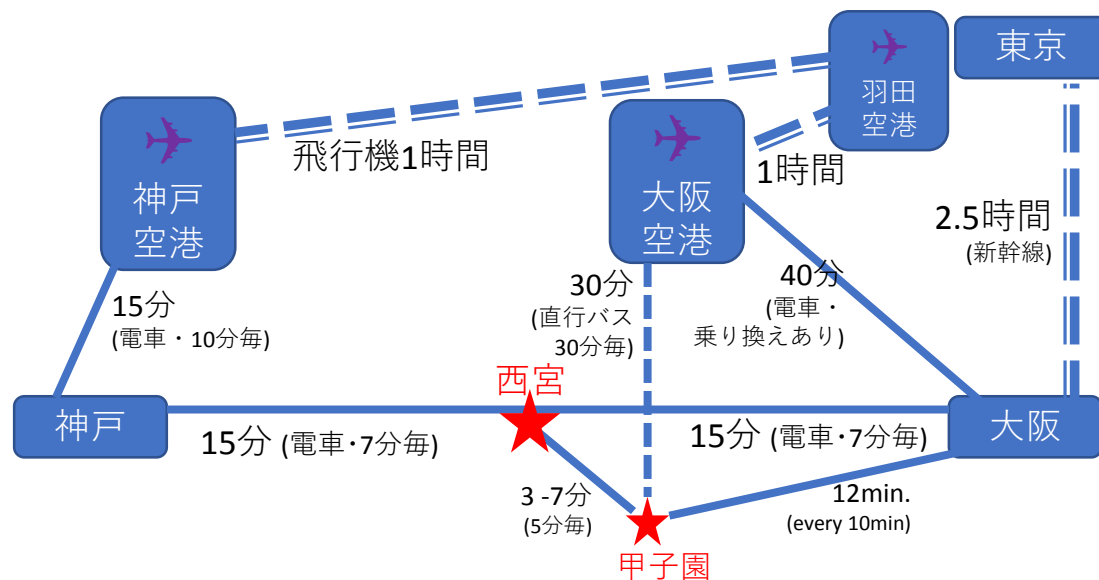 東京
羽田
空港
飛行機1時間
1時間
神戸
空港
大阪
空港
2.5時間
(新幹線)
15分
(電車・10分毎)
30分
(直行バス
30分毎)
40分
(電車・
乗り換えあり)
西宮
神戸
大阪
15分 (電車・7分毎)
15分 (電車・7分毎)
3 -7分
(5分毎)
12min.
(every 10min)
甲子園